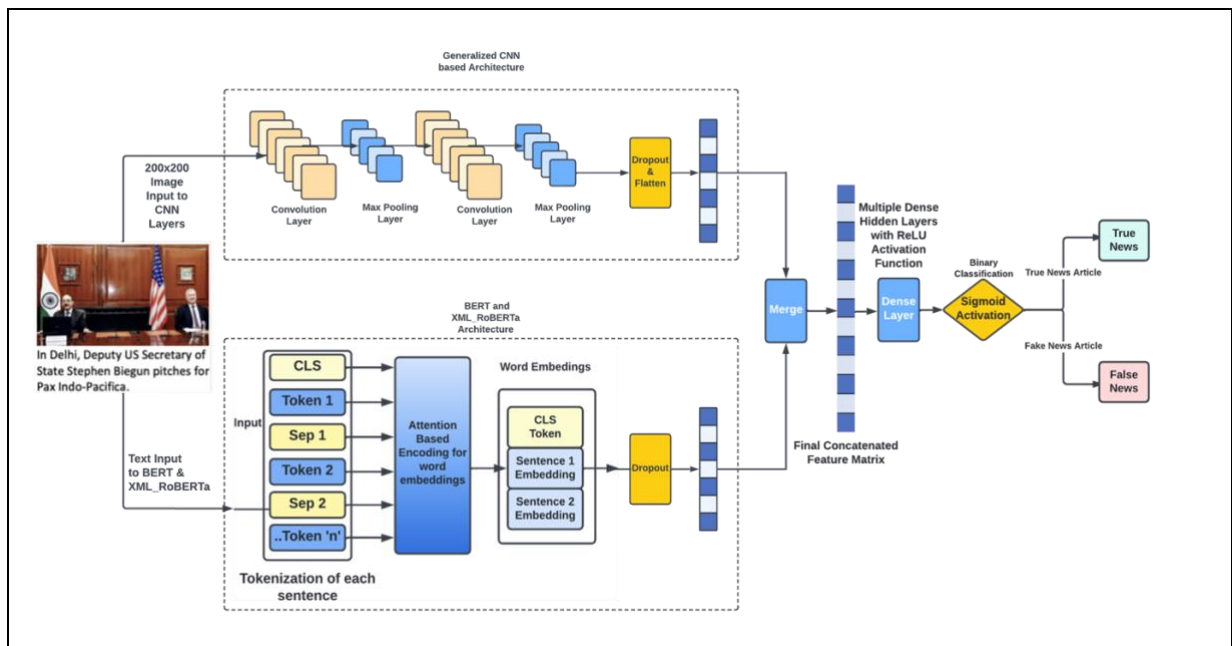 Generalized CNN
based Architecture
200x200
Image
Input to
CNN
Layers
Convolution
Layer
Max Pooling
Layer
Convolution
Layer
Max Pooling
Layer
Dropout
&
Flatten
In Delhi, Deputy US Secretary of
State Stephen Biegun pitches for
Pax Indo-Pacifica.
Text Input
to BERT &
XML_RoBERTa
BERT and
XML_RoBERTa
Architecture
Input
CLS
Token 1
Sep 1
Token 2
Sep 2
..Token 'n'
Tokenization of each
sentence
Attention
Based
Encoding for
word
embeddings
Word Embedings
CLS
Token
Sentence 1
Embedding
Sentence 2
Embedding
Dropout
Merge
Final Concatenated
Feature Matrix
Multiple Dense
Hidden Layers
with ReLU
Activation
Function
Dense
Layer
Binary
Classification
Sigmoid
Activation
True News Article
Fake News Article
True
News
False
News